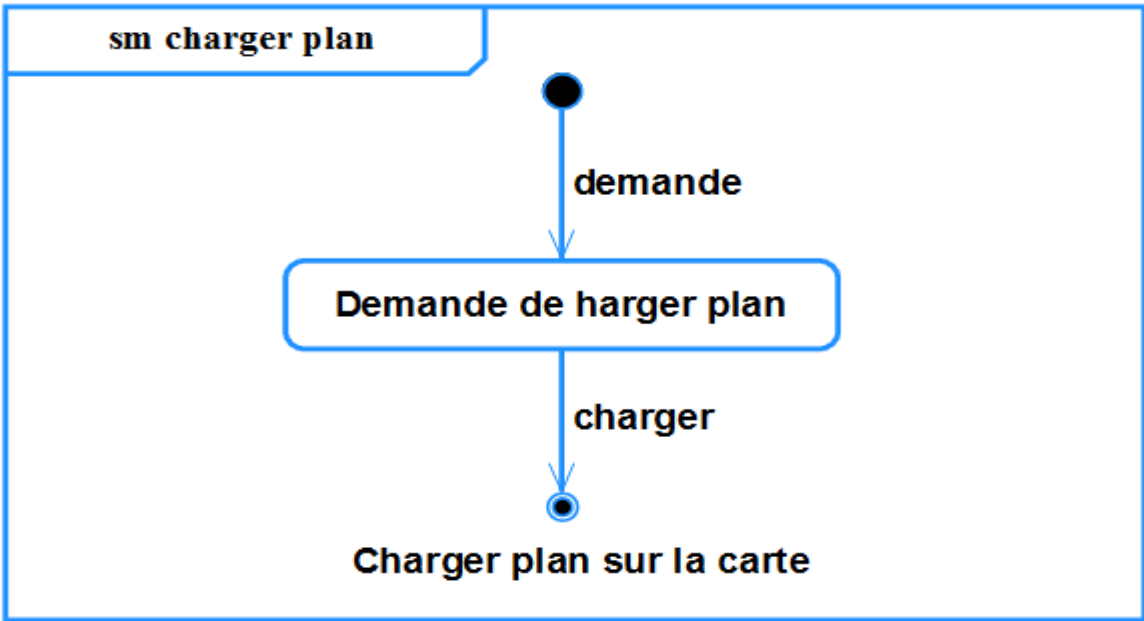 sm charger plan
demande
Demande de harger plan
charger
Charger plan sur la carte